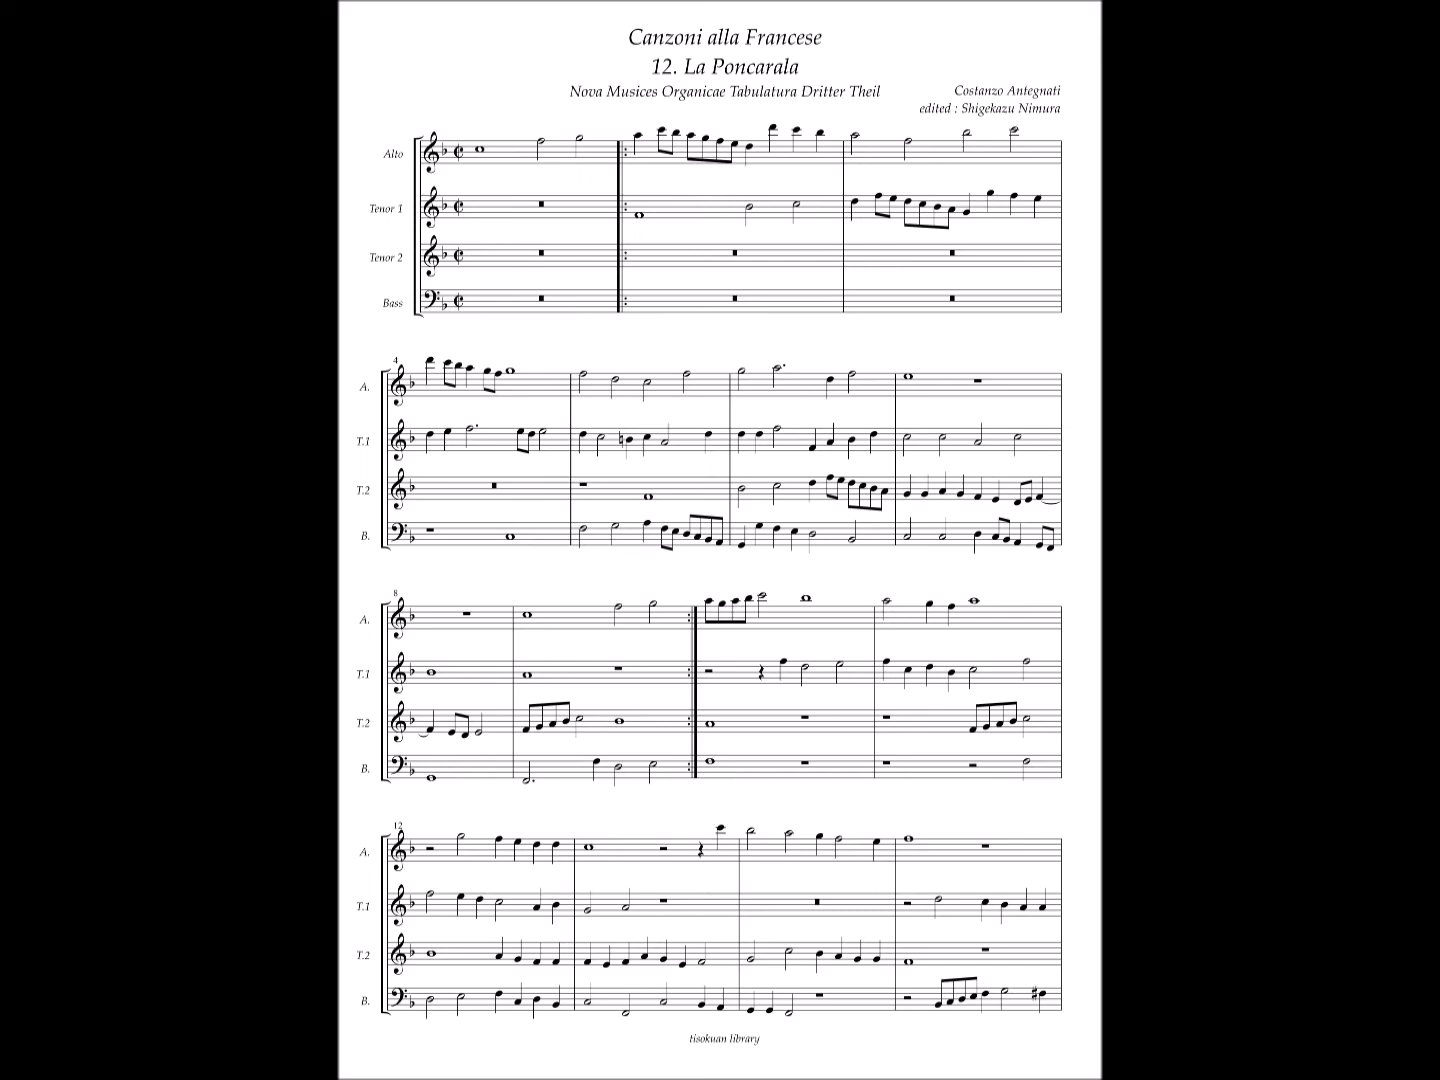 Canzoni alla Francese
12. La Poncarala
Nova Musices Organicae Tabulatura Dritter Theil
Costanzo Antegnati
edited : Shigekazu Nimura
Alto
Tenor 1
Tenor 2
Bass
4
A.
T.1
T.2
B.
8
A.
T.1
T.2
B.
12
A.
T.1
T.2
B.
tisokuan library